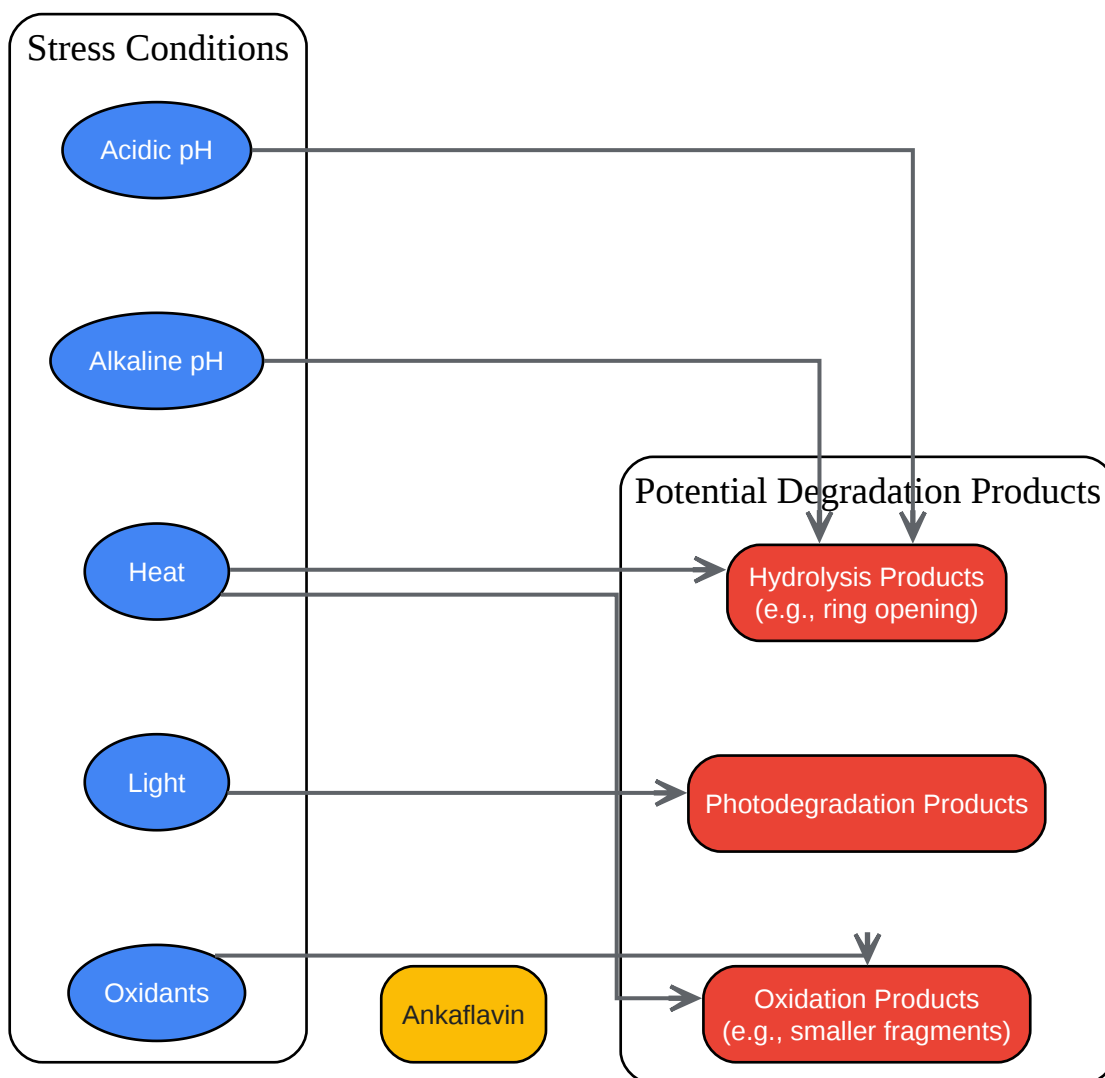 Stress Conditions
Acidic pH
Alkaline pH
Heat
Light
Oxidants
Ankaflavin
Potential Degradation Products
Hydrolysis Products
(e.g., ring opening)
Photodegradation Products
Oxidation Products
(e.g., smaller fragments)